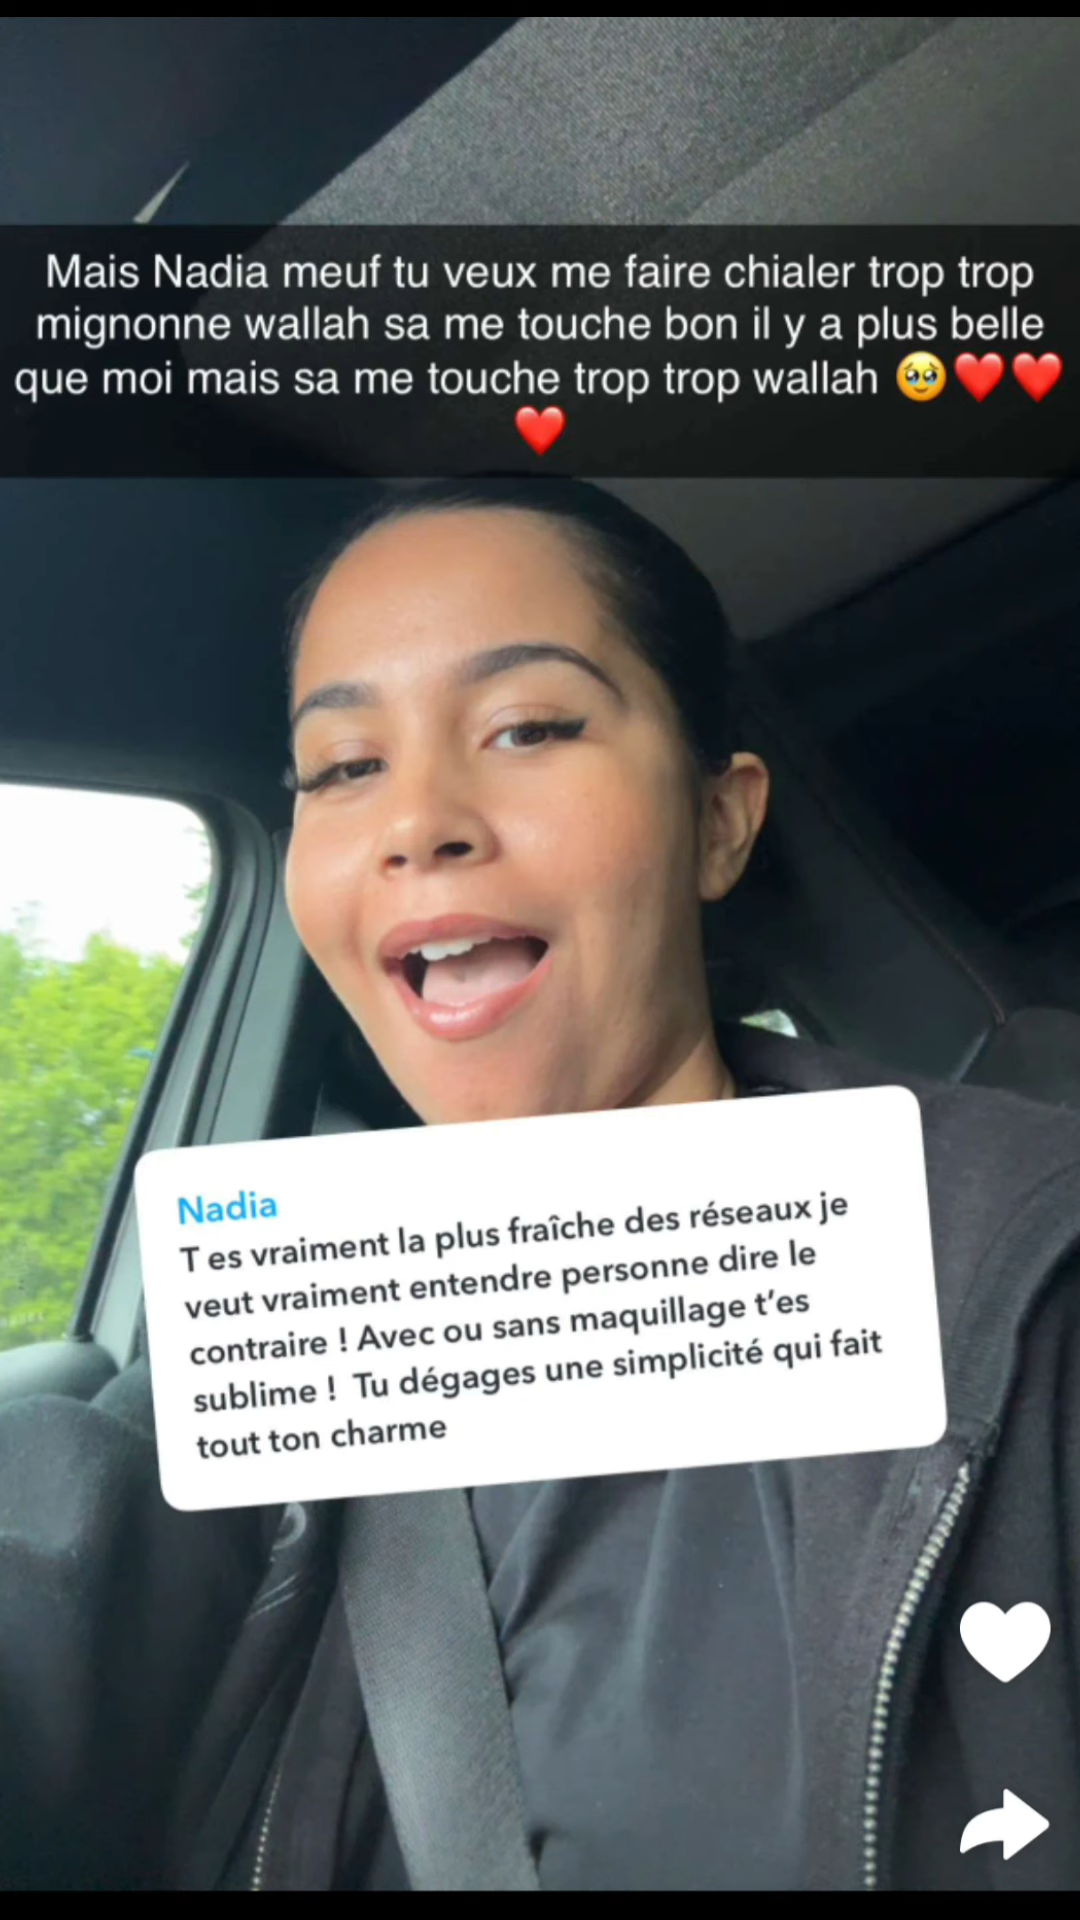 Mais Nadia meuf tu veux me faire chialer trop trop
mignonne wallah sa me touche bon il y a plus belle
que moi mais sa me touche trop trop wallah 🥹❤️❤️
❤️
Nadia
T es vraiment la plus fraîche des réseaux je
veut vraiment entendre personne dire le
contraire ! Avec ou sans maquillage t’es
sublime !  Tu dégages une simplicité qui fait
tout ton charme